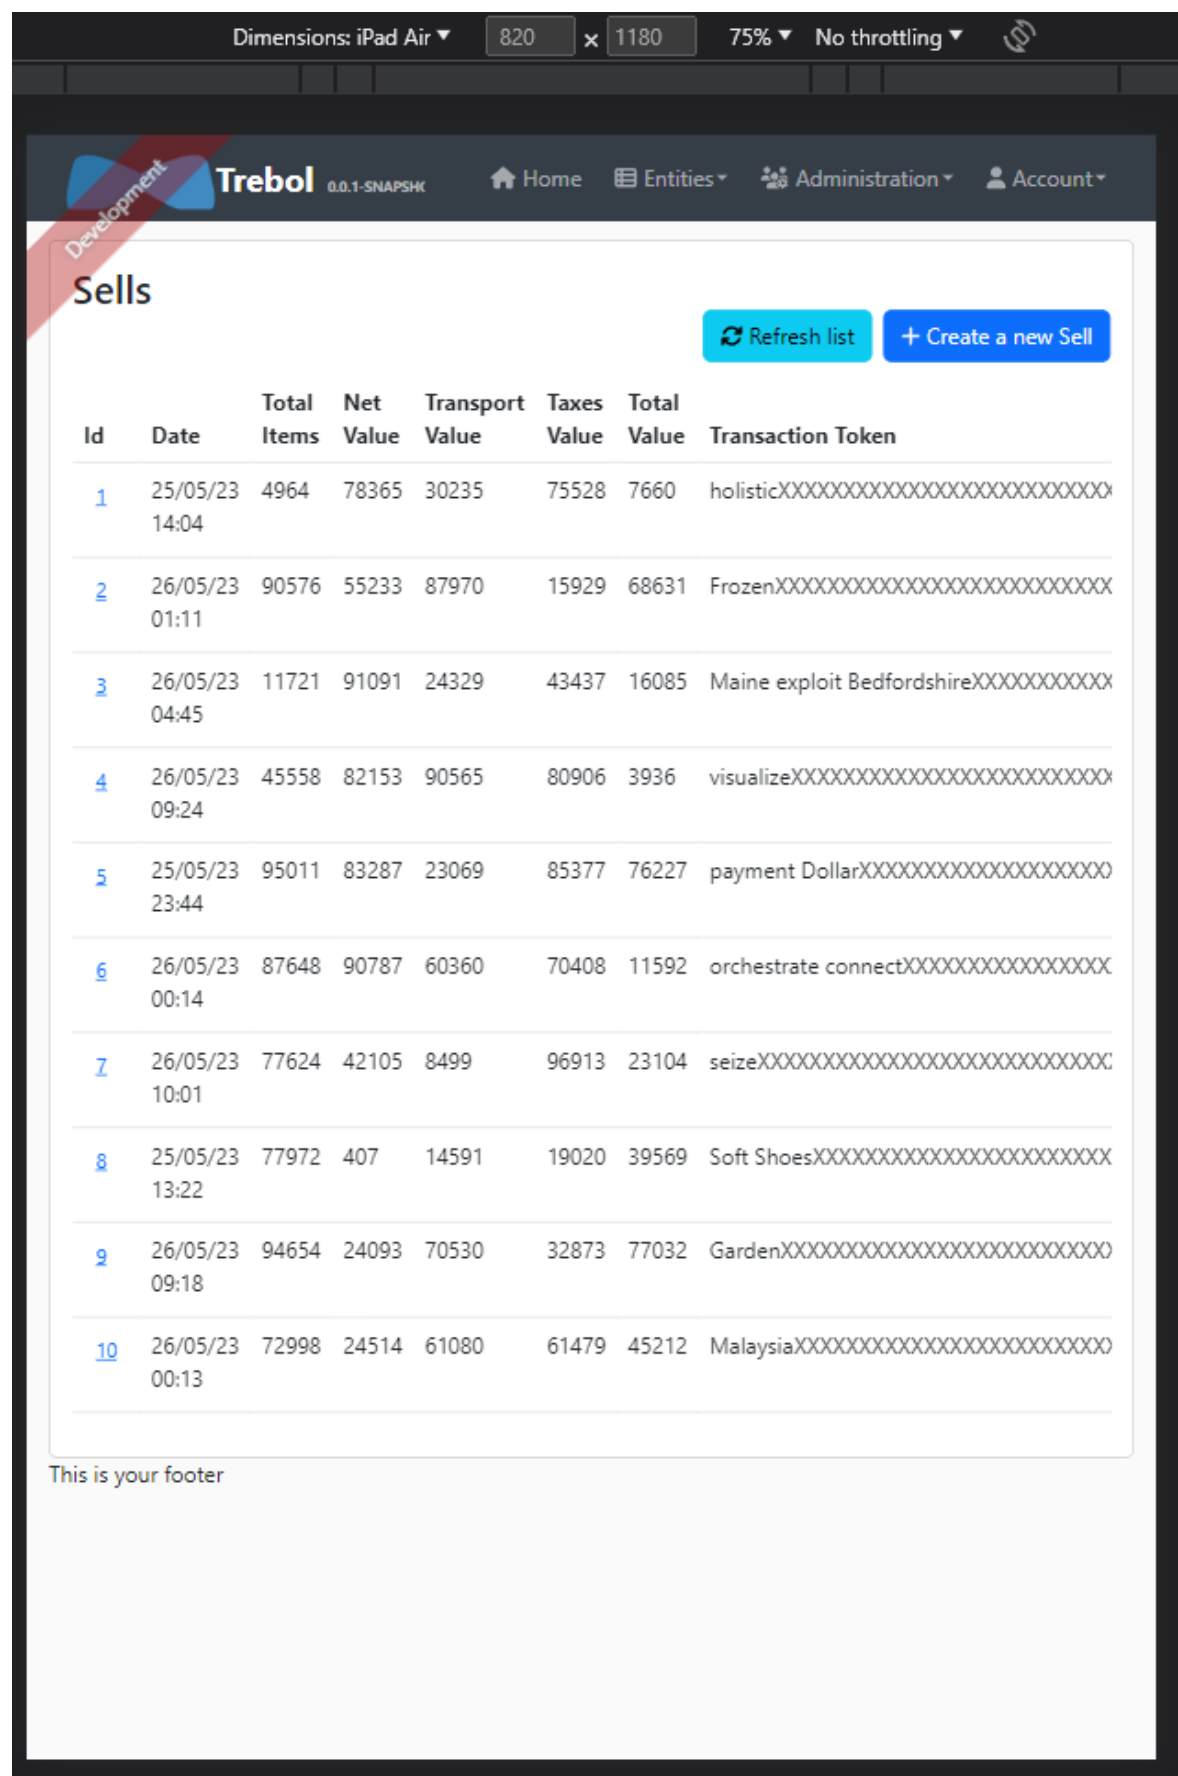 Dimensions: iPad Air ▼ 820 × 1180 75% ▼ No throttling ▼
Development
Trebol 0.0.1-SNAPSHO Home Entities Administration Account
Sells
Refresh list + Create a new Sell
Id Date Total Items Net Value Transport Value Taxes Value Total Value Transaction Token
1 25/05/23 4964 78365 30235 75528 7660 holisticXXXXXXXXXXXXXXXXXXXXXXXXXX
14:04
2 26/05/23 90576 55233 87970 15929 68631 FrozenXXXXXXXXXXXXXXXXXXXXXXXXXX
01:11
3 26/05/23 11721 91091 24329 43437 16085 Maine exploit BedfordshireXXXXXXXXXXX
04:45
4 26/05/23 45558 82153 90565 80906 3936 visualizeXXXXXXXXXXXXXXXXXXXXXXXXX
09:24
5 25/05/23 95011 83287 23069 85377 76227 payment DollarXXXXXXXXXXXXXXXXXXXX
23:44
6 26/05/23 87648 90787 60360 70408 11592 orchestrate connectXXXXXXXXXXXXXXXX
00:14
7 26/05/23 77624 42105 8499 96913 23104 seizeXXXXXXXXXXXXXXXXXXXXXXXXXXXX
10:01
8 25/05/23 77972 407 14591 19020 39569 Soft ShoesXXXXXXXXXXXXXXXXXXXXXXX
13:22
9 26/05/23 94654 24093 70530 32873 77032 GardenXXXXXXXXXXXXXXXXXXXXXXXXXX
09:18
10 26/05/23 72998 24514 61080 61479 45212 MalaysiaXXXXXXXXXXXXXXXXXXXXXXXXX
00:13
This is your footer